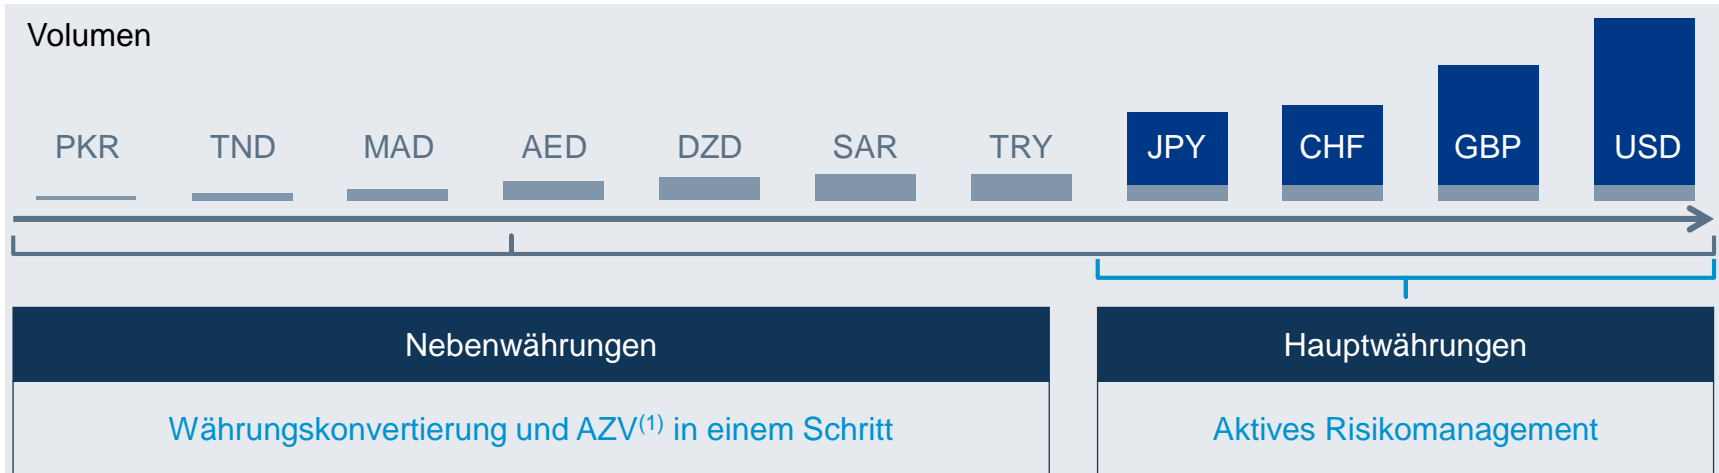 Volumen
PKR TND MAD AED DZD SAR TRY JPY CHF GBP USD
Nebenwährungen
Hauptwährungen
Währungskonvertierung und AZV(1) in einem Schritt
Aktives Risikomanagement